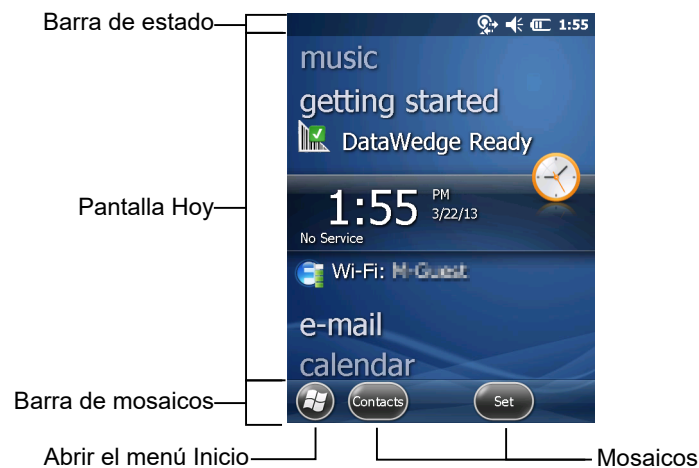 Barra de estado
1:55
music
getting started
DataWedge Ready
Pantalla Hoy
1:55 PM
3/22/13
No Service
Wi-Fi:
e-mail
calendar
Barra de mosaicos
Contacts Set
Abrir el menú Inicio
Mosaicos